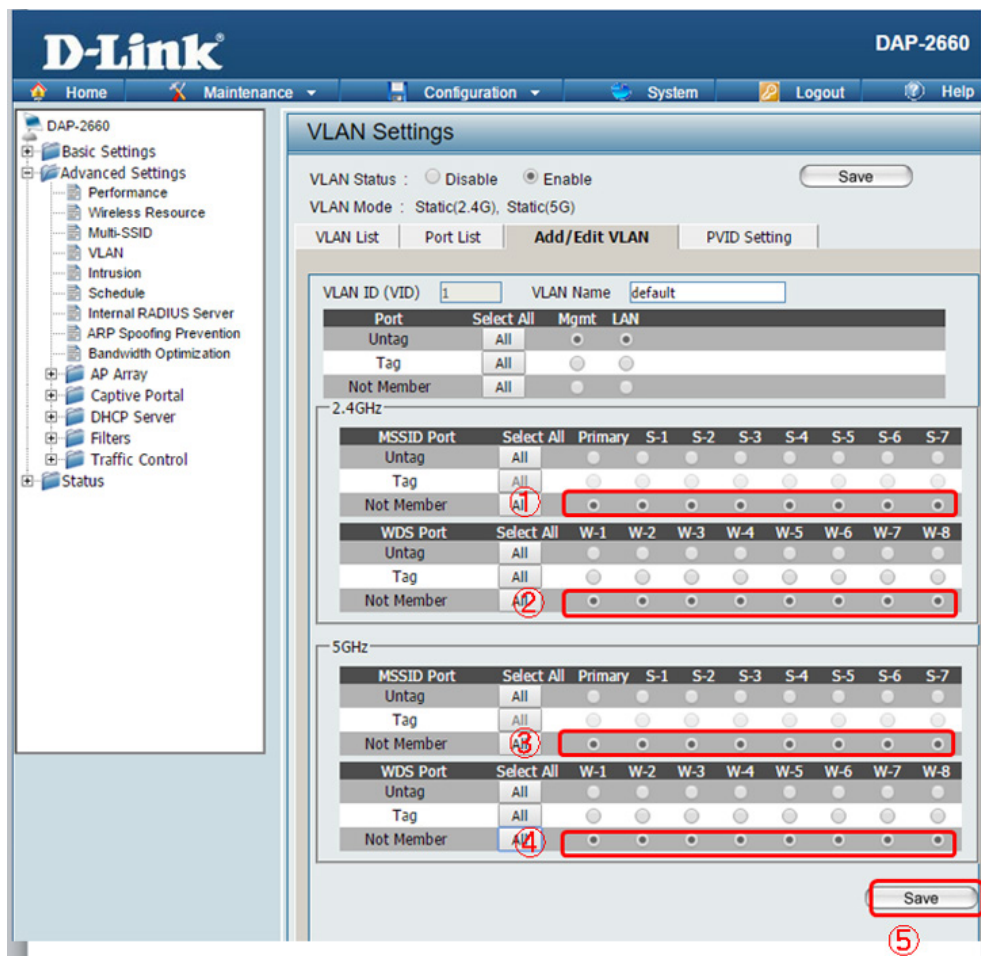 D-Link®
DAP-2660
Home Maintenance Configuration System Logout Help
DAP-2660
Basic Settings
Advanced Settings
Performance
Wireless Resource
Multi-SSID
VLAN
Intrusion
Schedule
Internal RADIUS Server
ARP Spoofing Prevention
Bandwidth Optimization
AP Array
Captive Portal
DHCP Server
Filters
Traffic Control
Status
VLAN Settings
VLAN Status : Disable Enable Save
VLAN Mode : Static(2.4G), Static(5G)
VLAN List Port List Add/Edit VLAN PVID Setting
VLAN ID (VID) 1 VLAN Name default
Port Select All Mgmt LAN
Untag All
Tag All
Not Member All
2.4GHz
MSSID Port Select All Primary S-1 S-2 S-3 S-4 S-5 S-6 S-7
Untag All
Tag All
Not Member All ①
WDS Port Select All W-1 W-2 W-3 W-4 W-5 W-6 W-7 W-8
Untag All
Tag All
Not Member All ②
5GHz
MSSID Port Select All Primary S-1 S-2 S-3 S-4 S-5 S-6 S-7
Untag All
Tag All
Not Member All ③
WDS Port Select All W-1 W-2 W-3 W-4 W-5 W-6 W-7 W-8
Untag All
Tag All
Not Member All ④
Save
⑤